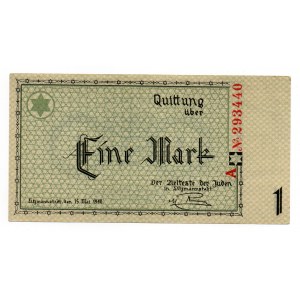 Quittung
über
Eine Mark
Der Aelteste der Juden
in Litzmannstadt
Litzmannstadt, den 15. Mai 1940
A № 293440
1